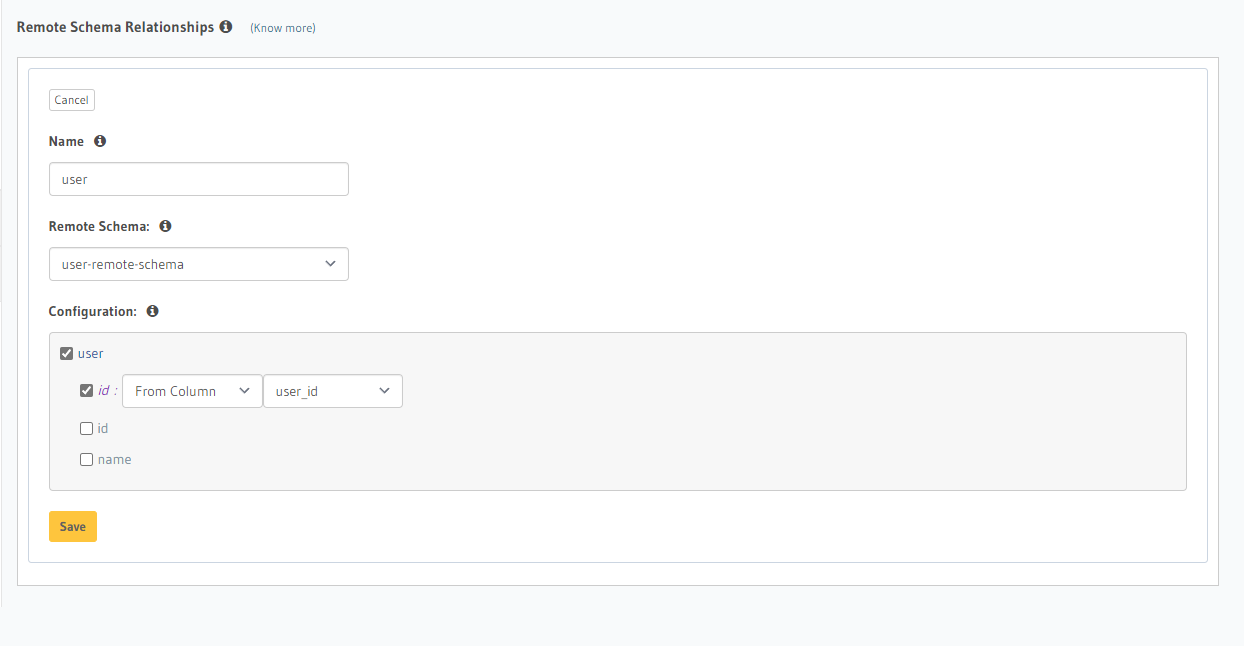 Remote Schema Relationships (Know more)
Cancel
Name
user
Remote Schema:
user-remote-schema
Configuration:
user
id : From Column user_id
id
name
Save